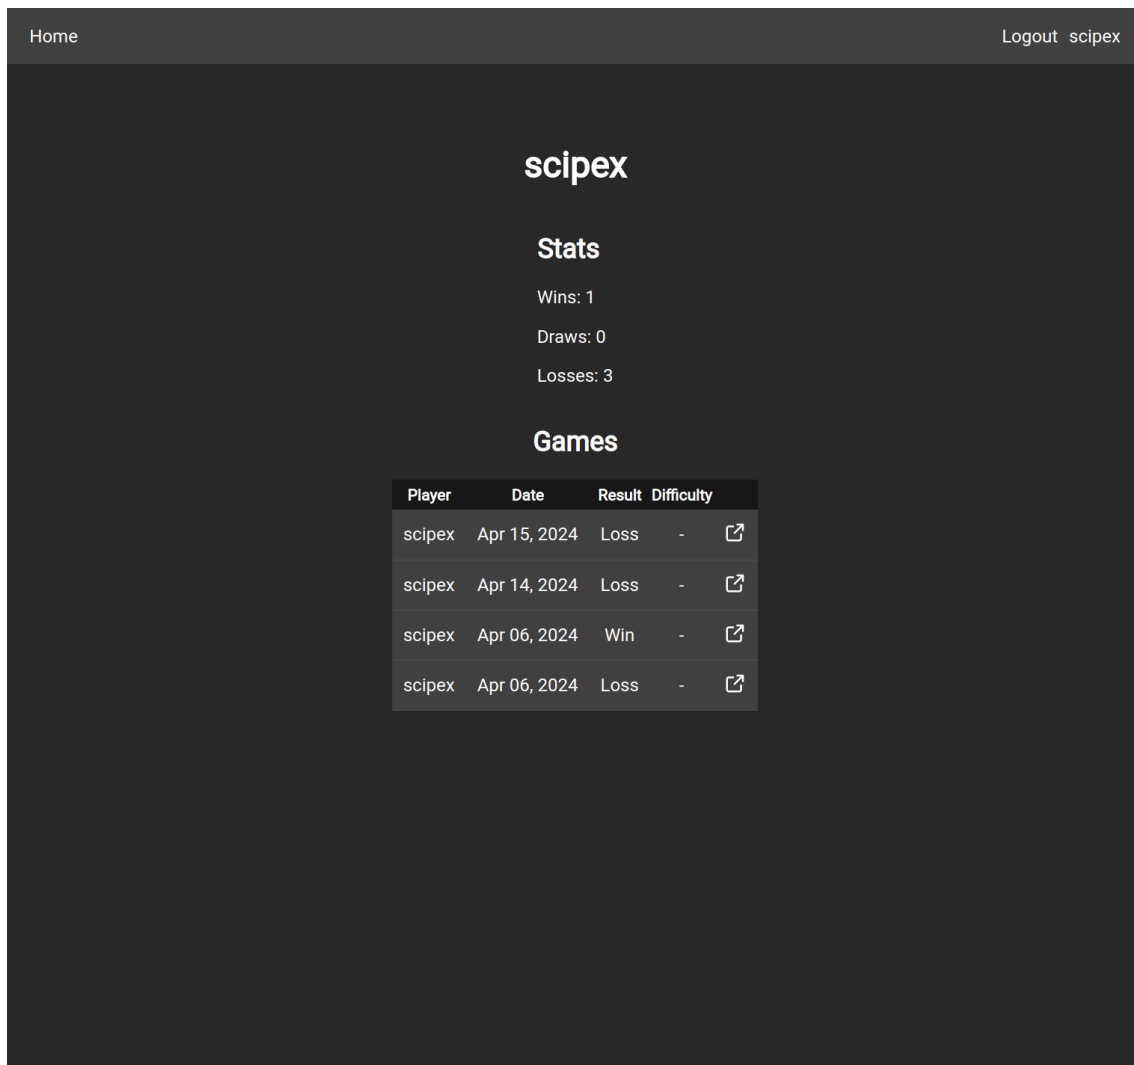 Home Logout scipex
scipex
Stats
Wins: 1
Draws: 0
Losses: 3
Games
Player Date Result Difficulty
scipex Apr 15, 2024 Loss -
scipex Apr 14, 2024 Loss -
scipex Apr 06, 2024 Win -
scipex Apr 06, 2024 Loss -